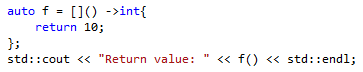 auto f = []() ->int{
    return 10;
};
std::cout << "Return value: " << f() << std::endl;